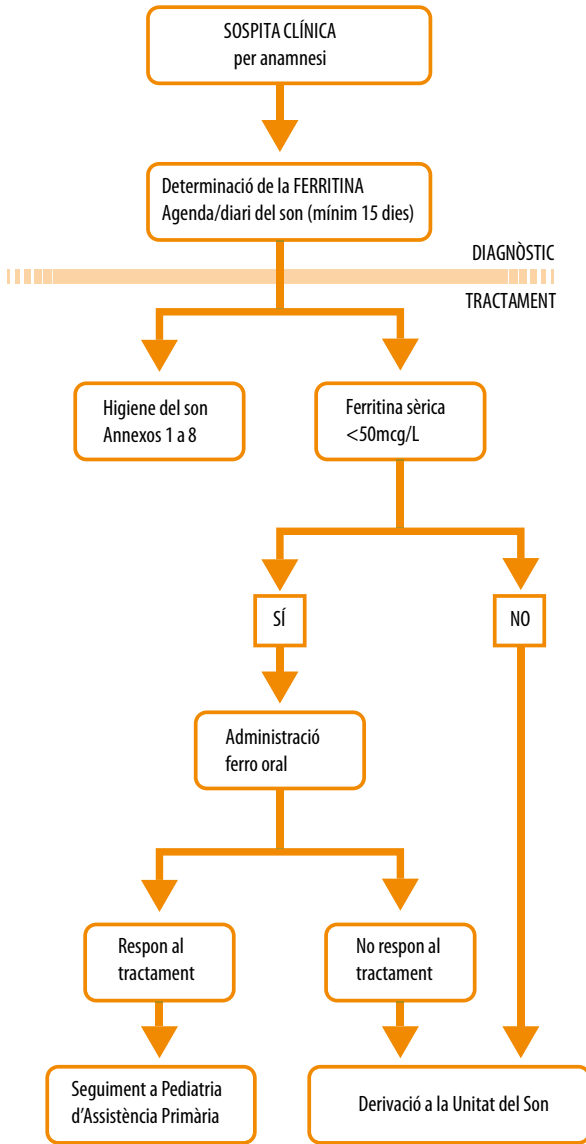 SOSPITA CLÍNICA
per anamnesi
Determinació de la FERRITINA
Agenda/diari del son (mínim 15 dies)
DIAGNÒSTIC
TRACTAMENT
Higiene del son
Annexos 1 a 8
Ferritina sèrica
<50mcg/L
SÍ
NO
Administració
ferro oral
Respon al
tractament
No respon al
tractament
Seguiment a Pediatria
d'Assistència Primària
Derivació a la Unitat del Son